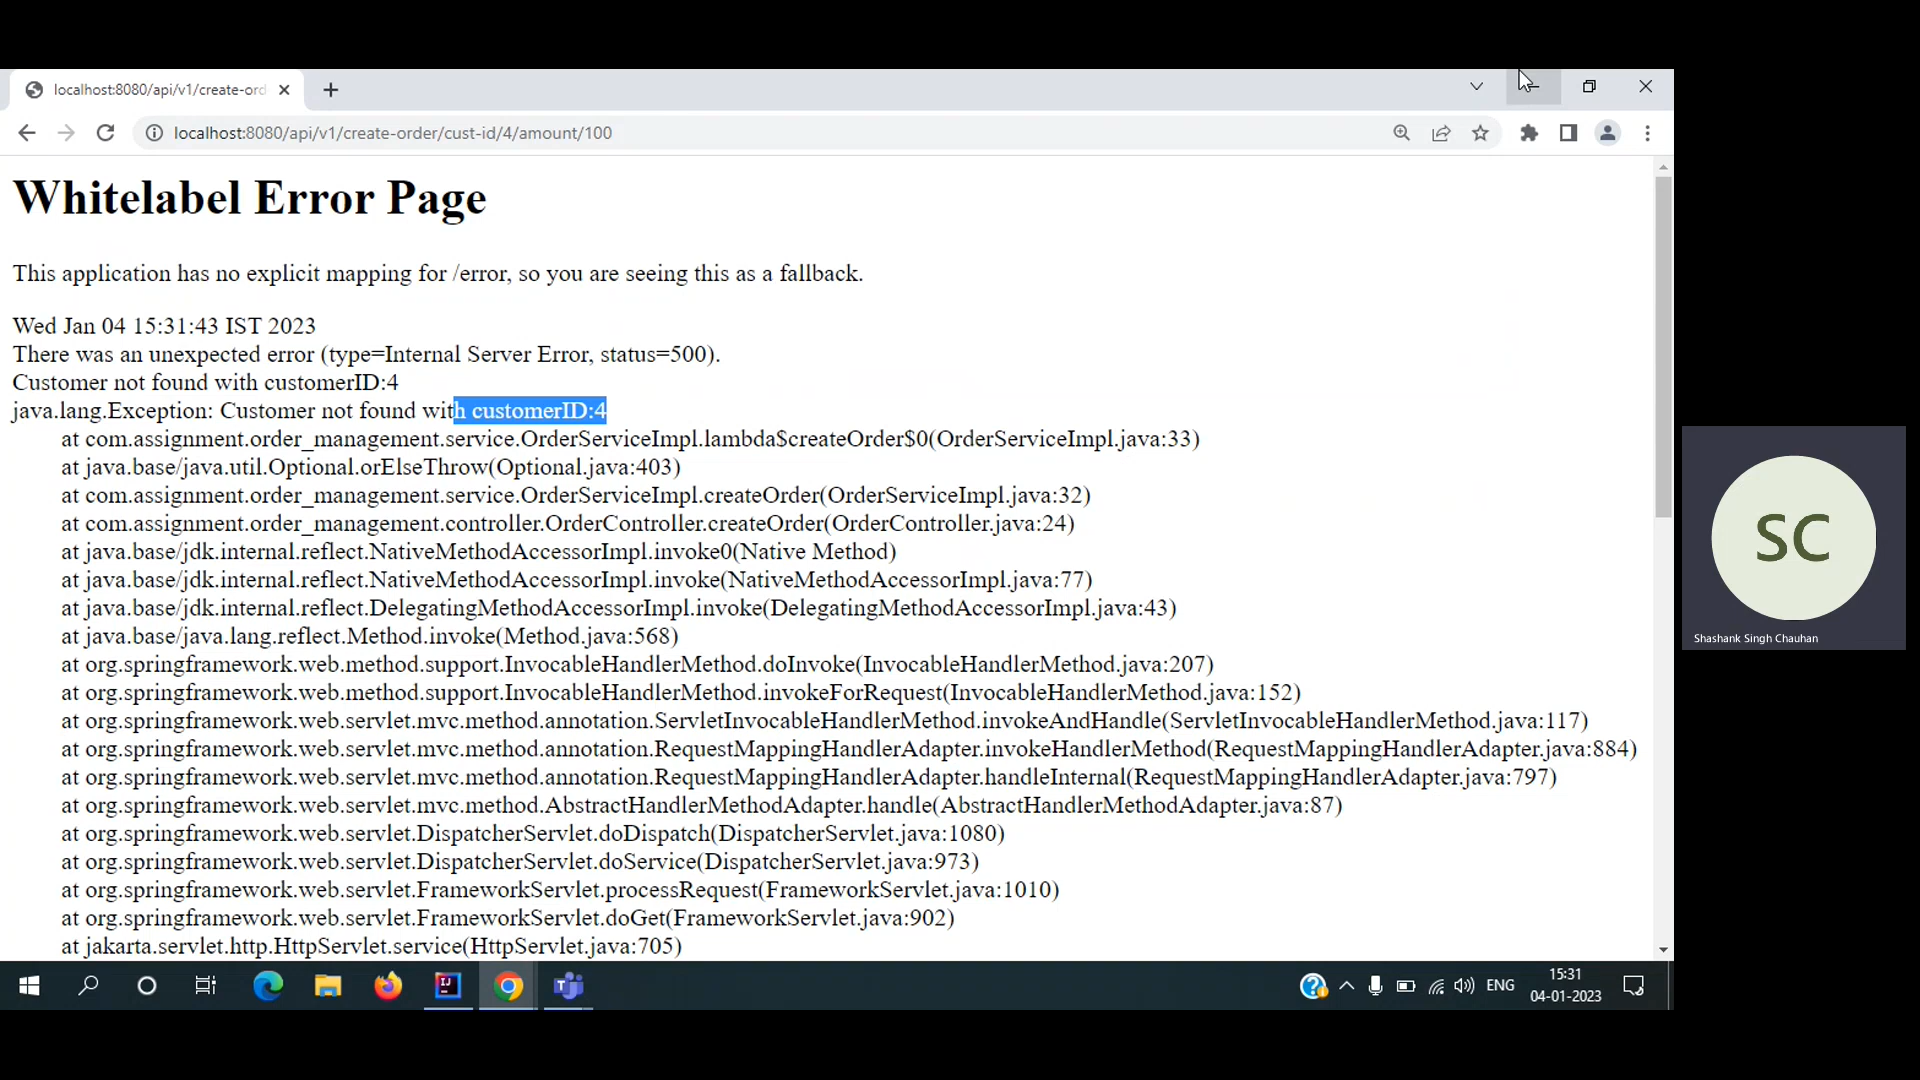 localhost:8080/api/v1/create-ord
localhost:8080/api/v1/create-order/cust-id/4/amount/100
Whitelabel Error Page
This application has no explicit mapping for /error, so you are seeing this as a fallback.
Wed Jan 04 15:31:43 IST 2023
There was an unexpected error (type=Internal Server Error, status=500).
Customer not found with customerID:4
java.lang.Exception: Customer not found with customerID:4
at com.assignment.order_management.service.OrderServiceImpl.lambda$createOrder$0(OrderServiceImpl.java:33)
at java.base/java.util.Optional.orElseThrow(Optional.java:403)
at com.assignment.order_management.service.OrderServiceImpl.createOrder(OrderServiceImpl.java:32)
at com.assignment.order_management.controller.OrderController.createOrder(OrderController.java:24)
at java.base/jdk.internal.reflect.NativeMethodAccessorImpl.invoke0(Native Method)
at java.base/jdk.internal.reflect.NativeMethodAccessorImpl.invoke(NativeMethodAccessorImpl.java:77)
at java.base/jdk.internal.reflect.DelegatingMethodAccessorImpl.invoke(DelegatingMethodAccessorImpl.java:43)
at java.base/java.lang.reflect.Method.invoke(Method.java:568)
at org.springframework.web.method.support.InvocableHandlerMethod.doInvoke(InvocableHandlerMethod.java:207)
at org.springframework.web.method.support.InvocableHandlerMethod.invokeForRequest(InvocableHandlerMethod.java:152)
at org.springframework.web.servlet.mvc.method.annotation.ServletInvocableHandlerMethod.invokeAndHandle(ServletInvocableHandlerMethod.java:117)
at org.springframework.web.servlet.mvc.method.annotation.RequestMappingHandlerAdapter.invokeHandlerMethod(RequestMappingHandlerAdapter.java:884)
at org.springframework.web.servlet.mvc.method.annotation.RequestMappingHandlerAdapter.handleInternal(RequestMappingHandlerAdapter.java:797)
at org.springframework.web.servlet.mvc.method.AbstractHandlerMethodAdapter.handle(AbstractHandlerMethodAdapter.java:87)
at org.springframework.web.servlet.DispatcherServlet.doDispatch(DispatcherServlet.java:1080)
at org.springframework.web.servlet.DispatcherServlet.doService(DispatcherServlet.java:973)
at org.springframework.web.servlet.FrameworkServlet.processRequest(FrameworkServlet.java:1010)
at org.springframework.web.servlet.FrameworkServlet.doGet(FrameworkServlet.java:902)
at jakarta.servlet.http.HttpServlet.service(HttpServlet.java:705)
SC
Shashank Singh Chauhan
ENG
15:31
04-01-2023